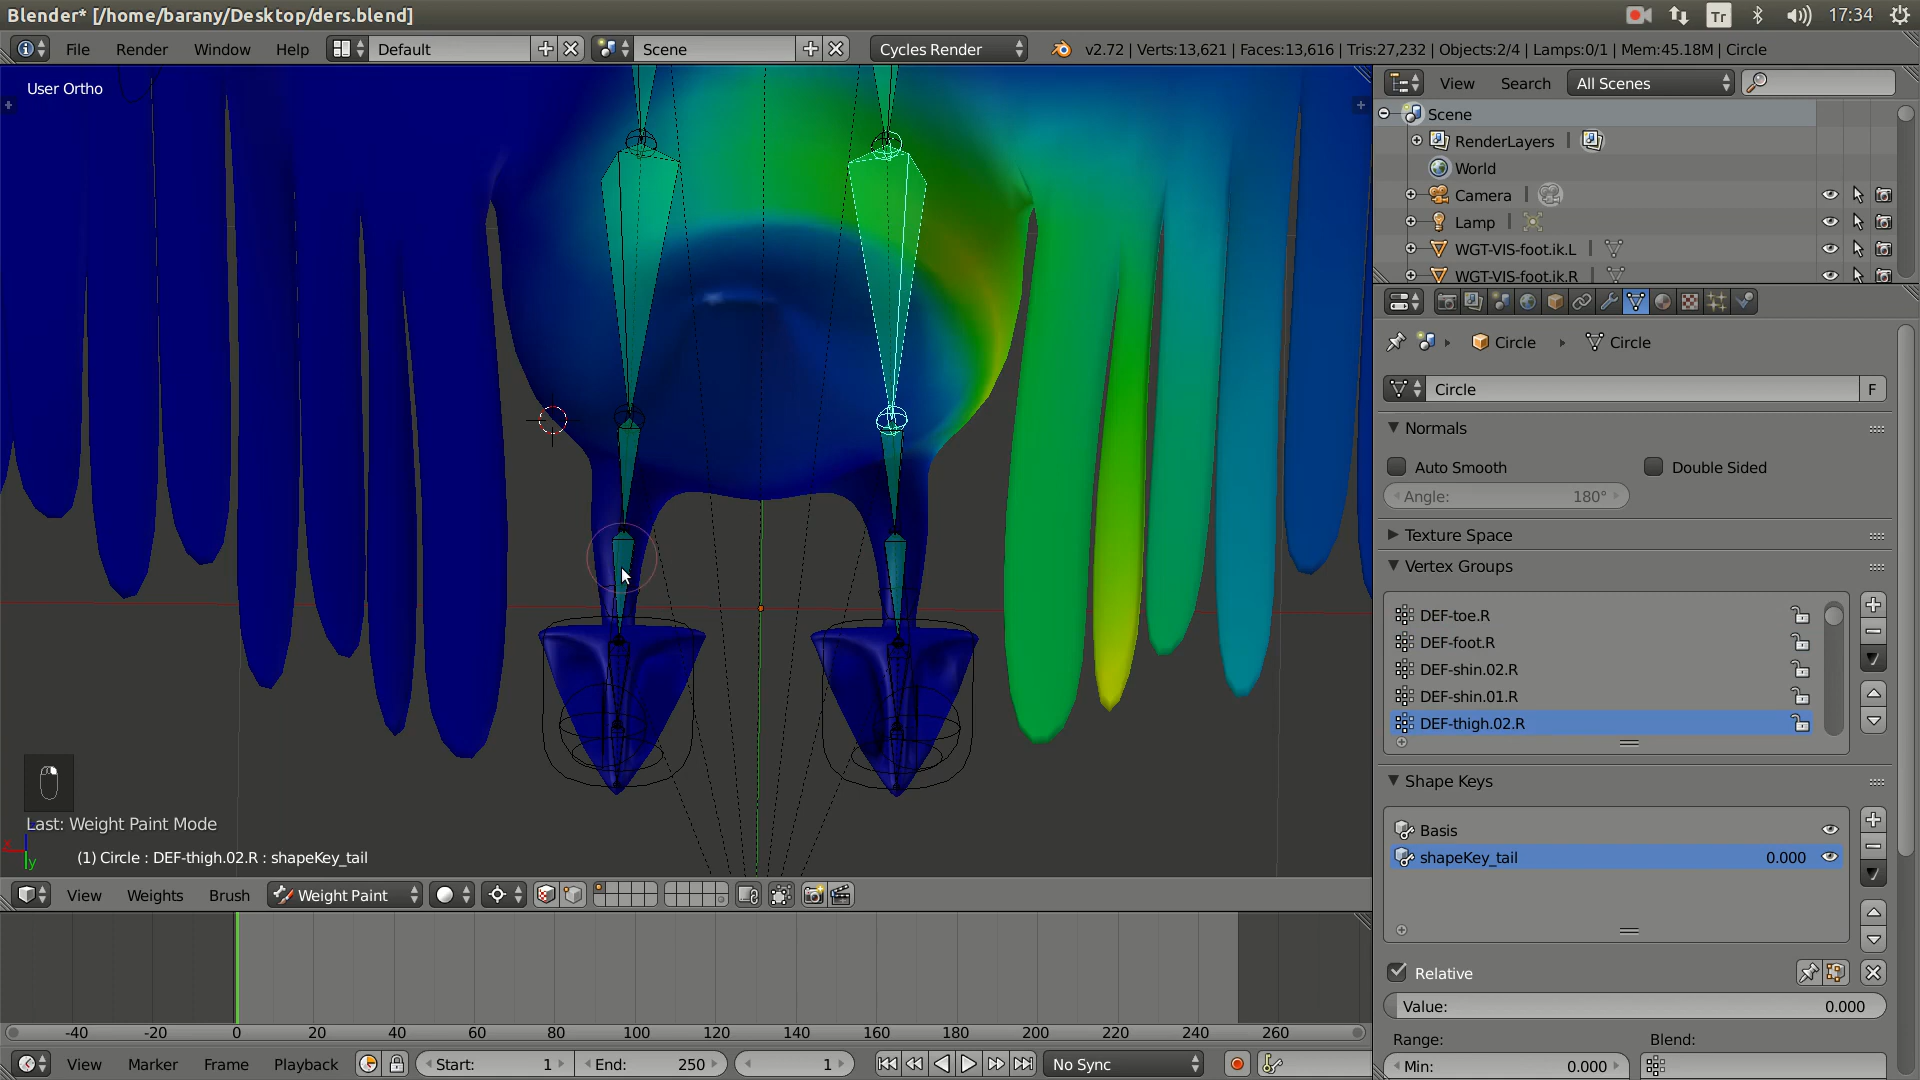 Blender* [/home/barany/Desktop/ders.blend]
Tr
17:34
File Render Window Help
Default
Scene
Cycles Render
v2.72 | Verts:13,621 | Faces:13,616 | Tris:27,232 | Objects:2/4 | Lamps:0/1 | Mem:45.18M | Circle
User Ortho
View Search All Scenes
Scene
RenderLayers
World
Camera
Lamp
WGT-VIS-foot.ik.L
WGT-VIS-foot.ik.R
Circle Circle
Circle F
Normals
Auto Smooth Double Sided
Angle: 180°
Texture Space
Vertex Groups
DEF-toe.R
DEF-foot.R
DEF-shin.02.R
DEF-shin.01.R
DEF-thigh.02.R
Shape Keys
Basis
shapeKey_tail 0.000
Relative
Value: 0.000
Range: Blend:
Min: 0.000
Last: Weight Paint Mode
x
y
(1) Circle : DEF-thigh.02.R : shapeKey_tail
View Weights Brush Weight Paint
-40 -20 0 20 40 60 80 100 120 140 160 180 200 220 240 260
View Marker Frame Playback
Start: 1
End: 250
1
No Sync